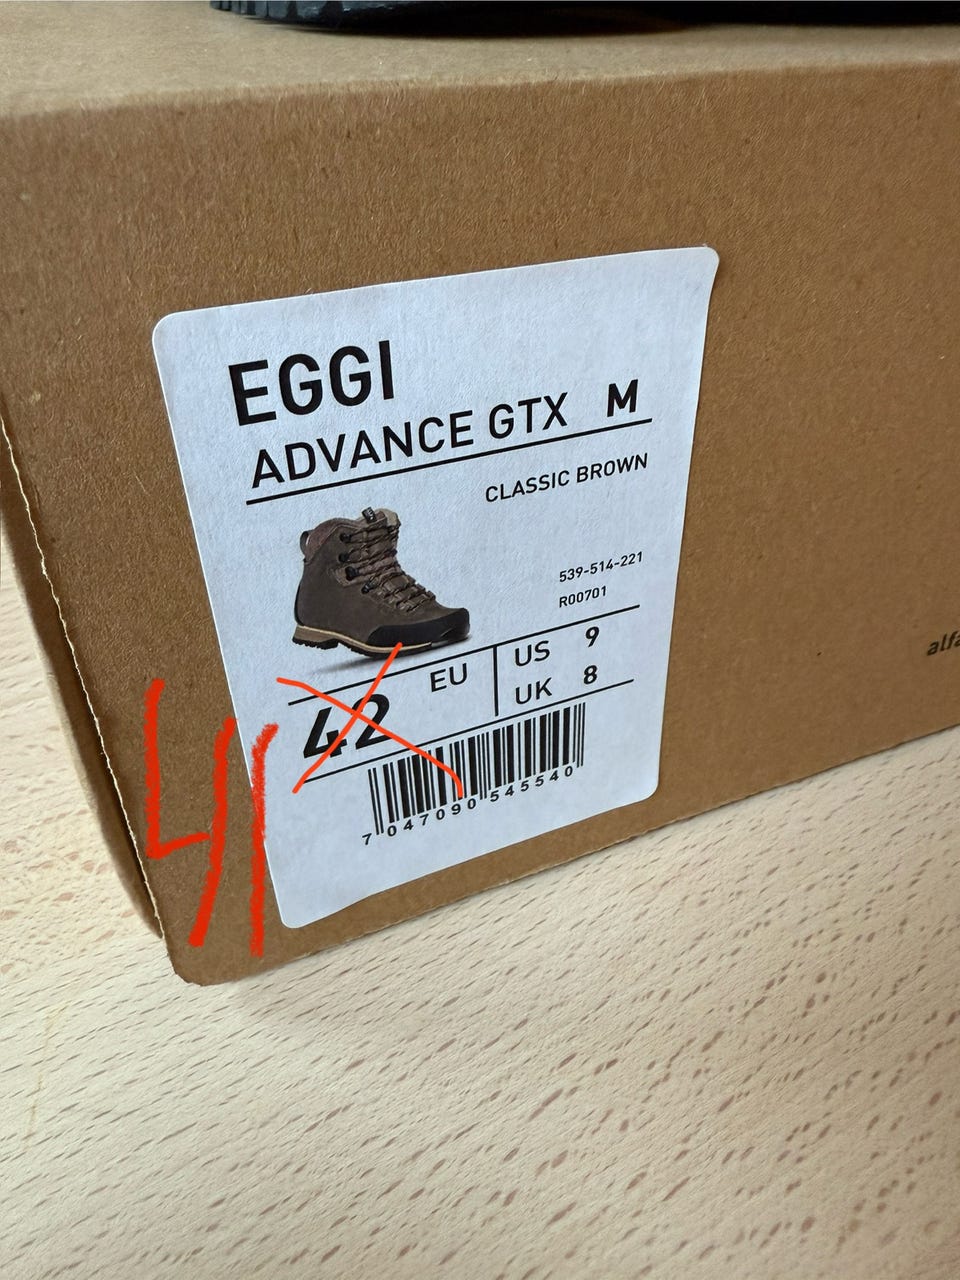 EGGI
ADVANCE GTX M
CLASSIC BROWN
539-514-221
R00701
42 EU
US 9
UK 8
7 047090 545540
41